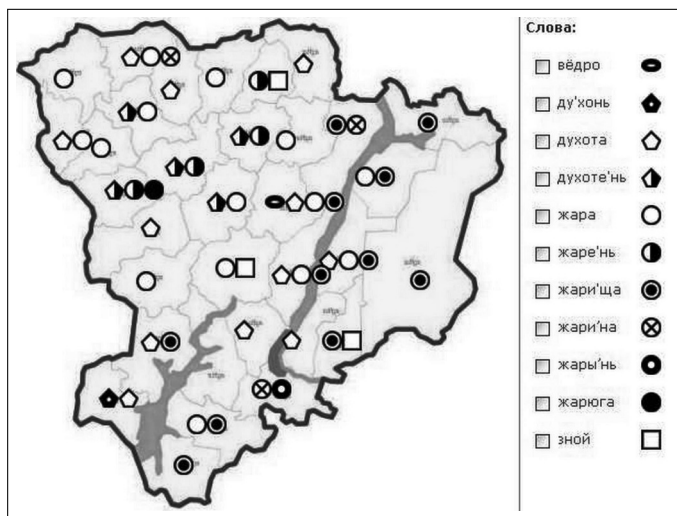 Слова:
вёдро
ду'хонь
духота
духоте'нь
жара
жаре'нь
жари'ща
жари'на
жары'нь
жарюга
зной